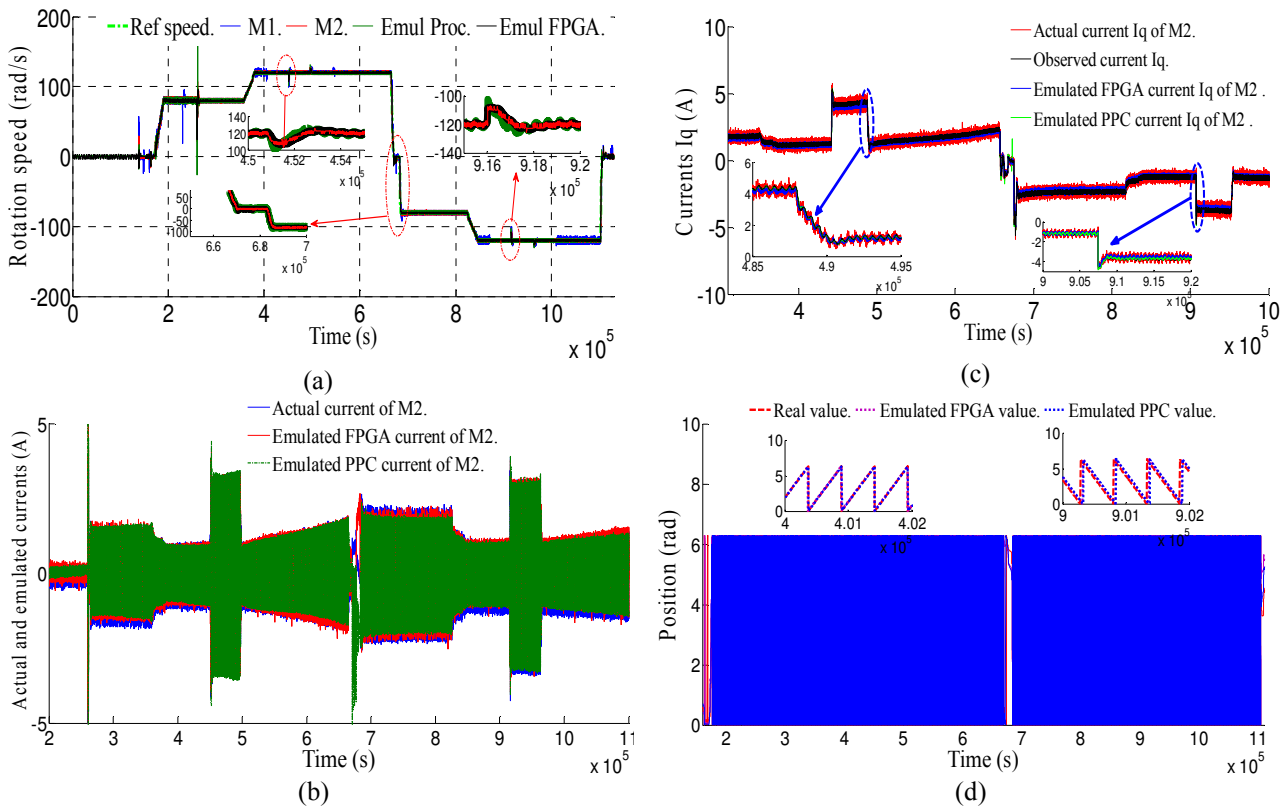 Ref speed. M1. M2. Emul Proc. Emul FPGA.
Rotation speed (rad/s)
200
100
0
-100
-200
0 2 4 6 8 10
Time (s)
x 10^5
140
120
100
4.5 4.52 4.54
x 10^5
-100
-120
-140
9.16 9.18 9.2
x 10^5
50
0
-50
-100
6.6 6.8 7
x 10^5
(a)
Actual current Iq of M2.
Observed current Iq.
Emulated FPGA current Iq of M2 .
Emulated PPC current Iq of M2 .
Currents Iq (A)
10
5
0
-5
-10
4 5 6 7 8 9 10
Time (s)
x 10^5
6
4
2
0
4.85 4.9 4.95
x 10^5
0
-2
-4
9 9.05 9.1 9.15 9.2
(c)
Actual current of M2.
Emulated FPGA current of M2.
Emulated PPC current of M2.
Actual and emulated currents (A)
5
0
-5
2 3 4 5 6 7 8 9 10 11
Time (s)
x 10^5
(b)
Real value. Emulated FPGA value. Emulated PPC value.
Position (rad)
10
8
6
4
2
0
2 3 4 5 6 7 8 9 10 11
Time (s)
x 10^5
10
5
0
4 4.01 4.02
x 10^5
10
5
0
9 9.01 9.02
x 10^5
(d)